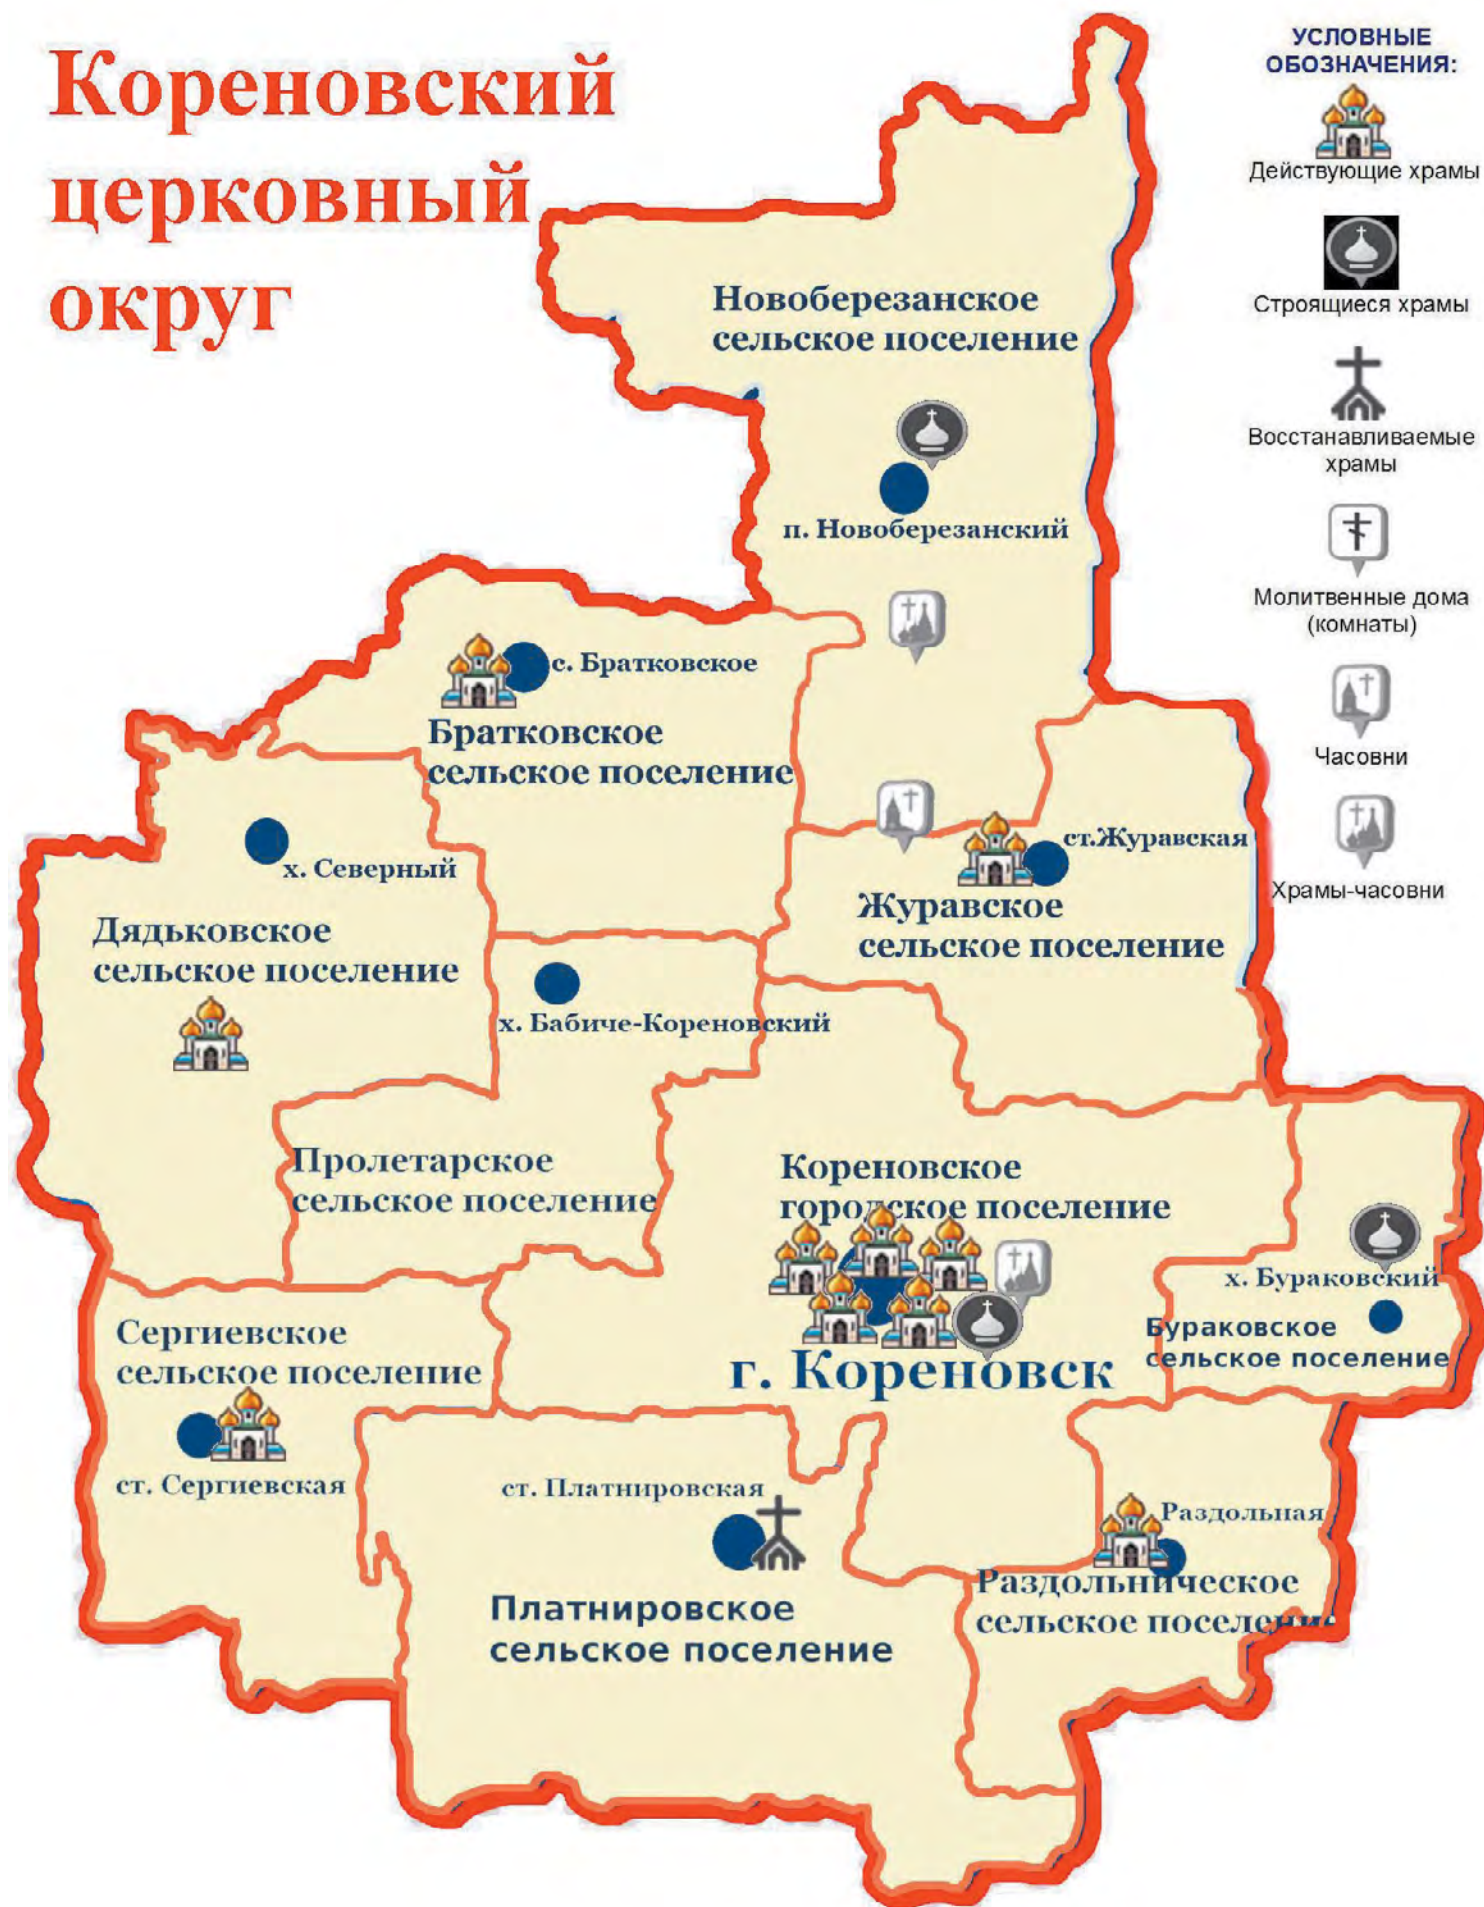 Кореновский
церковный
округ
УСЛОВНЫЕ
ОБОЗНАЧЕНИЯ:
Действующие храмы
Строящиеся храмы
Восстанавливаемые
храмы
Молитвенные дома
(комнаты)
Часовни
Храмы-часовни
Новоберезанское
сельское поселение
п. Новоберезанский
с. Братковское
Братковское
сельское поселение
х. Северный
ст.Журавская
Дядьковское
сельское поселение
Журавское
сельское поселение
х. Бабиче-Кореновский
Пролетарское
сельское поселение
Кореновское
городское поселение
х. Бураковский
Бураковское
сельское поселение
Сергиевское
сельское поселение
г. Кореновск
ст. Сергиевская
ст. Платнировская
Раздольная
Раздольническое
сельское поселение
Платнировское
сельское поселение